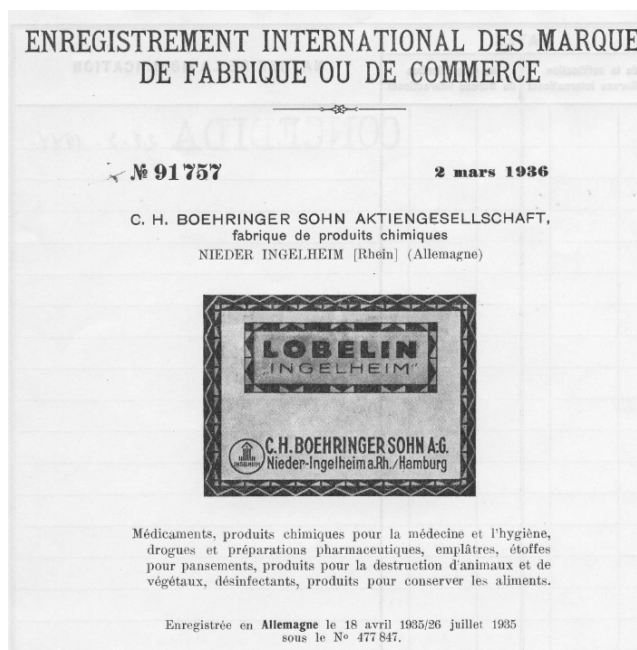 ENREGISTREMENT INTERNATIONAL DES MARQUE
DE FABRIQUE OU DE COMMERCE
№ 91757 2 mars 1936
C. H. BOEHRINGER SOHN AKTIENGESELLSCHAFT,
fabrique de produits chimiques
NIEDER INGELHEIM [Rhein] (Allemagne)
LOBELIN
„INGELHEIM"
C.H. BOEHRINGER SOHN A.-G.
Nieder-Ingelheim a.Rh./Hamburg
INGELHEIM
Médicaments, produits chimiques pour la médecine et l'hygiène,
drogues et préparations pharmaceutiques, emplâtres, étoffes
pour pansements, produits pour la destruction d'animaux et de
végétaux, désinfectants, produits pour conserver les aliments.
Enregistrée en Allemagne le 18 avril 1935/26 juillet 1935
sous le Nº 477 847.